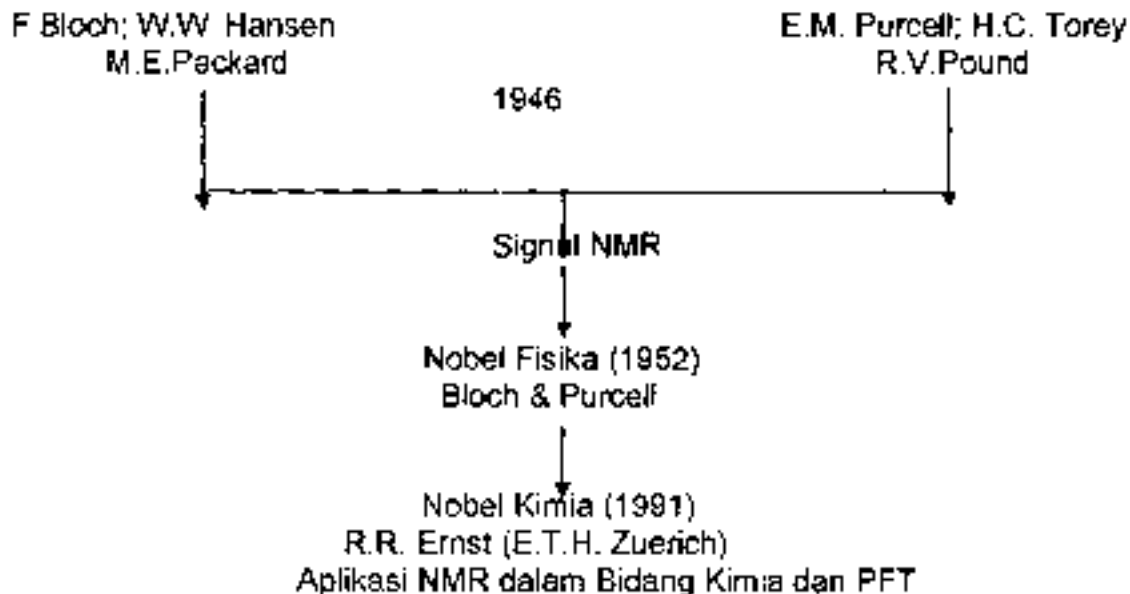 F Bloch; W.W Hansen
M.E.Packard
E.M. Purcell; H.C. Torey
R.V.Pound
1946
Signal NMR
Nobel Fisika (1952)
Bloch & Purcell
Nobel Kimia (1991)
R.R. Ernst (E.T.H. Zuerich)
Aplikasi NMR dalam Bidang Kimia dan PFT